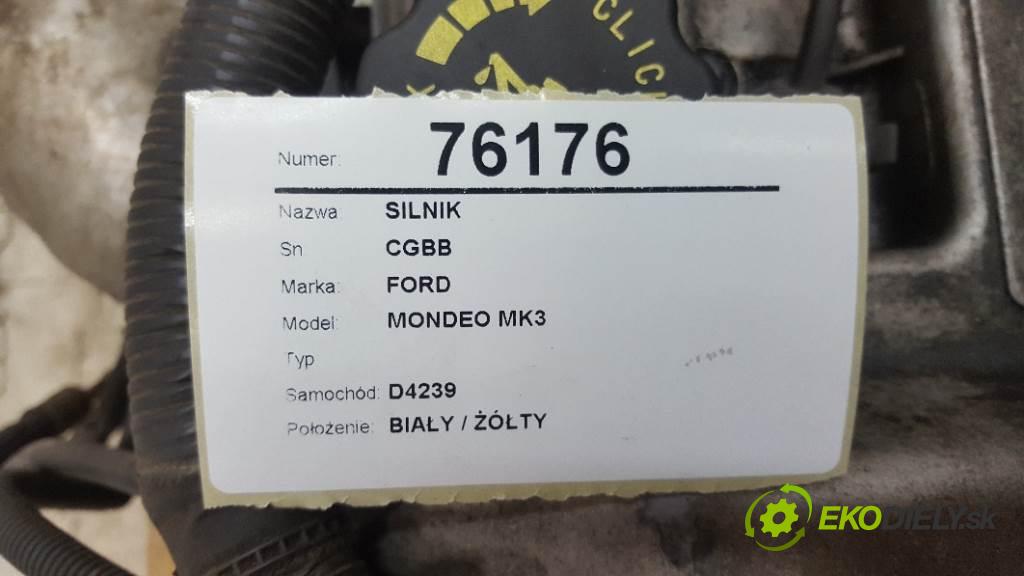 CLICK
Numer: 76176
Nazwa SILNIK
Sn CGBB
Marka: FORD
Model: MONDEO MK3
Typ
Samochód: D4239
Położenie: BIAŁY / ŻÓŁTY
EKODIELY.sk